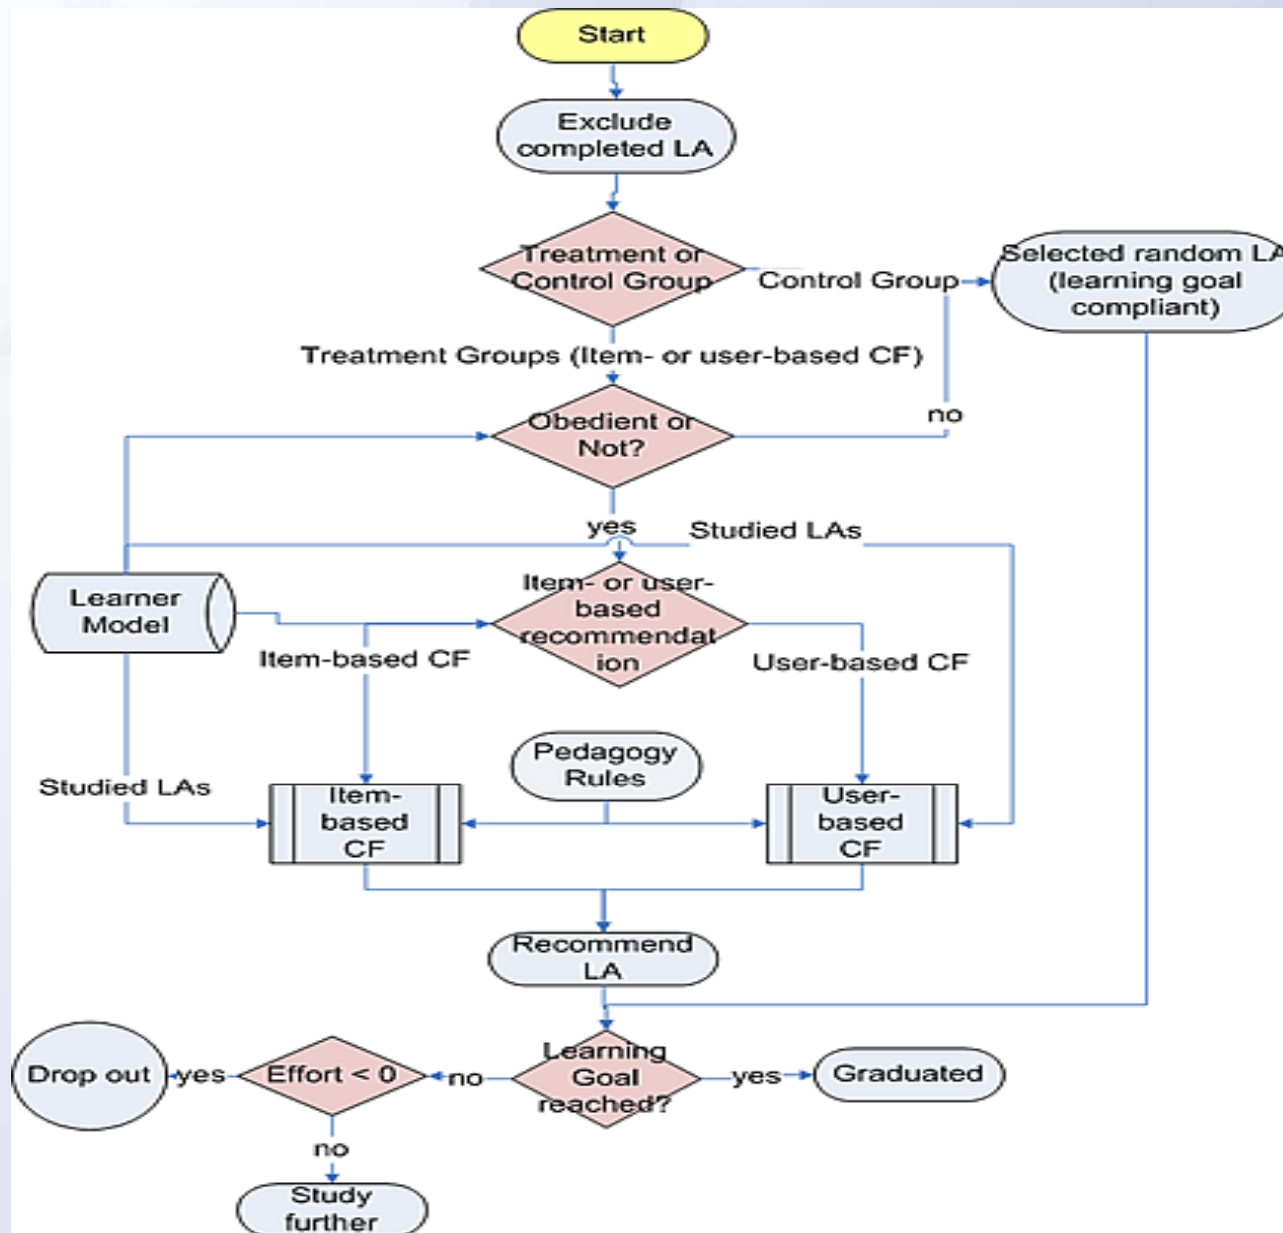 Start
Exclude
completed LA
Treatment or
Control Group
Control Group
Selected random LA
(learning goal
compliant)
Treatment Groups (Item- or user-based CF)
Obedient or
Not?
no
yes
Studied LAs
Learner
Model
Item- or user-
based
recommendat
ion
Item-based CF
User-based CF
Pedagogy
Rules
Studied LAs
Item-
based
CF
User-
based
CF
Recommend
LA
Learning
Goal
reached?
yes
Graduated
no
Effort < 0
yes
Drop out
no
Study
further